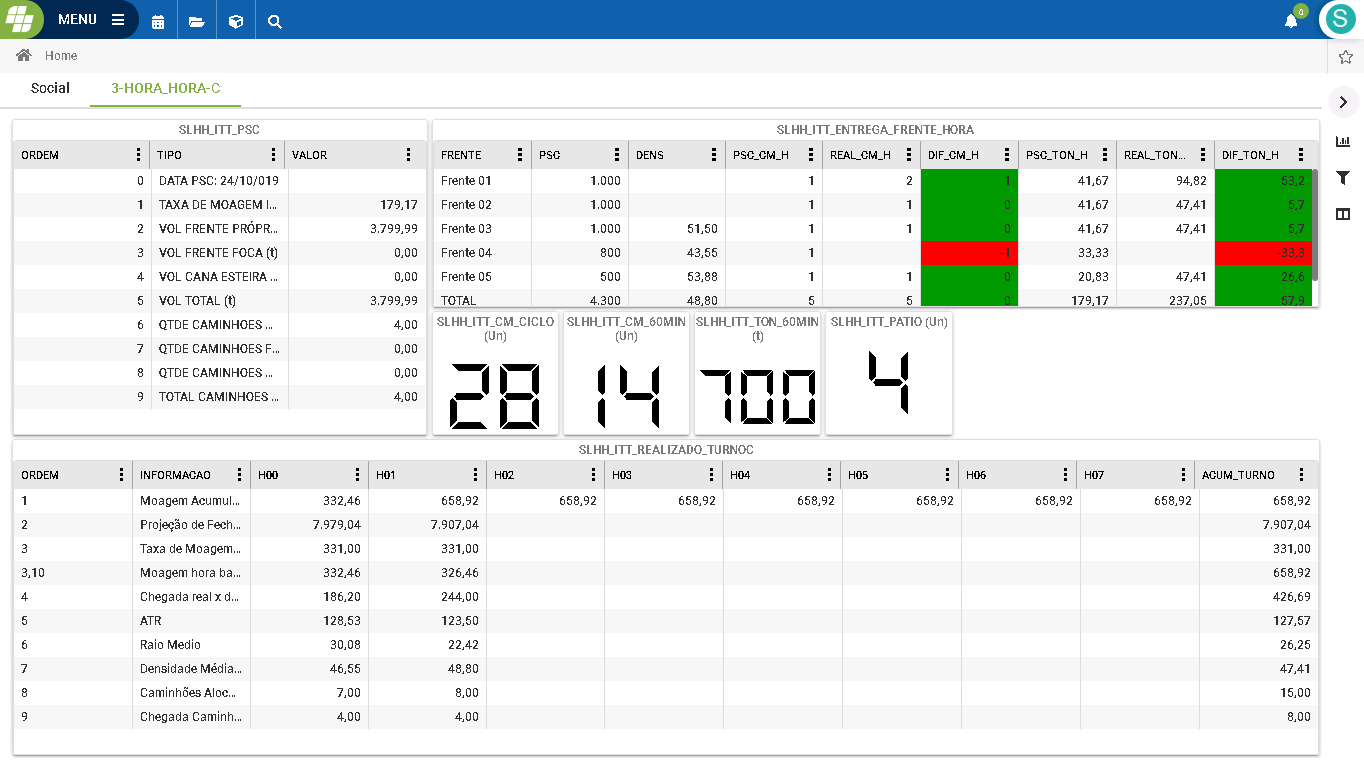 MENU
0
S
Home
Social 3-HORA_HORA-C
SLHH_ITT_PSC
ORDEM TIPO VALOR
0 DATA PSC: 24/10/019
1 TAXA DE MOAGEM I... 179,17
2 VOL FRENTE PRÓPR... 3.799,99
3 VOL FRENTE FOCA (t) 0,00
4 VOL CANA ESTEIRA ... 0,00
5 VOL TOTAL (t) 3.799,99
6 QTDE CAMINHOES ... 4,00
7 QTDE CAMINHOES F... 0,00
8 QTDE CAMINHOES ... 0,00
9 TOTAL CAMINHOES ... 4,00
SLHH_ITT_ENTREGA_FRENTE_HORA
FRENTE PSC DENS PSC_CM_H REAL_CM_H DIF_CM_H PSC_TON_H REAL_TON... DIF_TON_H
Frente 01 1.000 1 2 1 41,67 94,82 53,2
Frente 02 1.000 1 1 0 41,67 47,41 5,7
Frente 03 1.000 51,50 1 1 0 41,67 47,41 5,7
Frente 04 800 43,55 1 -1 33,33 -33,3
Frente 05 500 53,88 1 1 0 20,83 47,41 26,6
TOTAL 4.300 48,80 5 5 0 179,17 237,05 57,9
SLHH_ITT_CM_CICLO
(Un)
28
SLHH_ITT_CM_60MIN
(Un)
14
SLHH_ITT_TON_60MIN
(t)
700
SLHH_ITT_PATIO (Un)
4
SLHH_ITT_REALIZADO_TURNOC
ORDEM INFORMACAO H00 H01 H02 H03 H04 H05 H06 H07 ACUM_TURNO
1 Moagem Acumul... 332,46 658,92 658,92 658,92 658,92 658,92 658,92 658,92 658,92
2 Projeção de Fech... 7.979,04 7.907,04 7.907,04
3 Taxa de Moagem... 331,00 331,00 331,00
3,10 Moagem hora ba... 332,46 326,46 658,92
4 Chegada real x d... 186,20 244,00 426,69
5 ATR 128,53 123,50 127,57
6 Raio Medio 30,08 22,42 26,25
7 Densidade Média... 46,55 48,80 47,41
8 Caminhões Aloc... 7,00 8,00 15,00
9 Chegada Caminh... 4,00 4,00 8,00